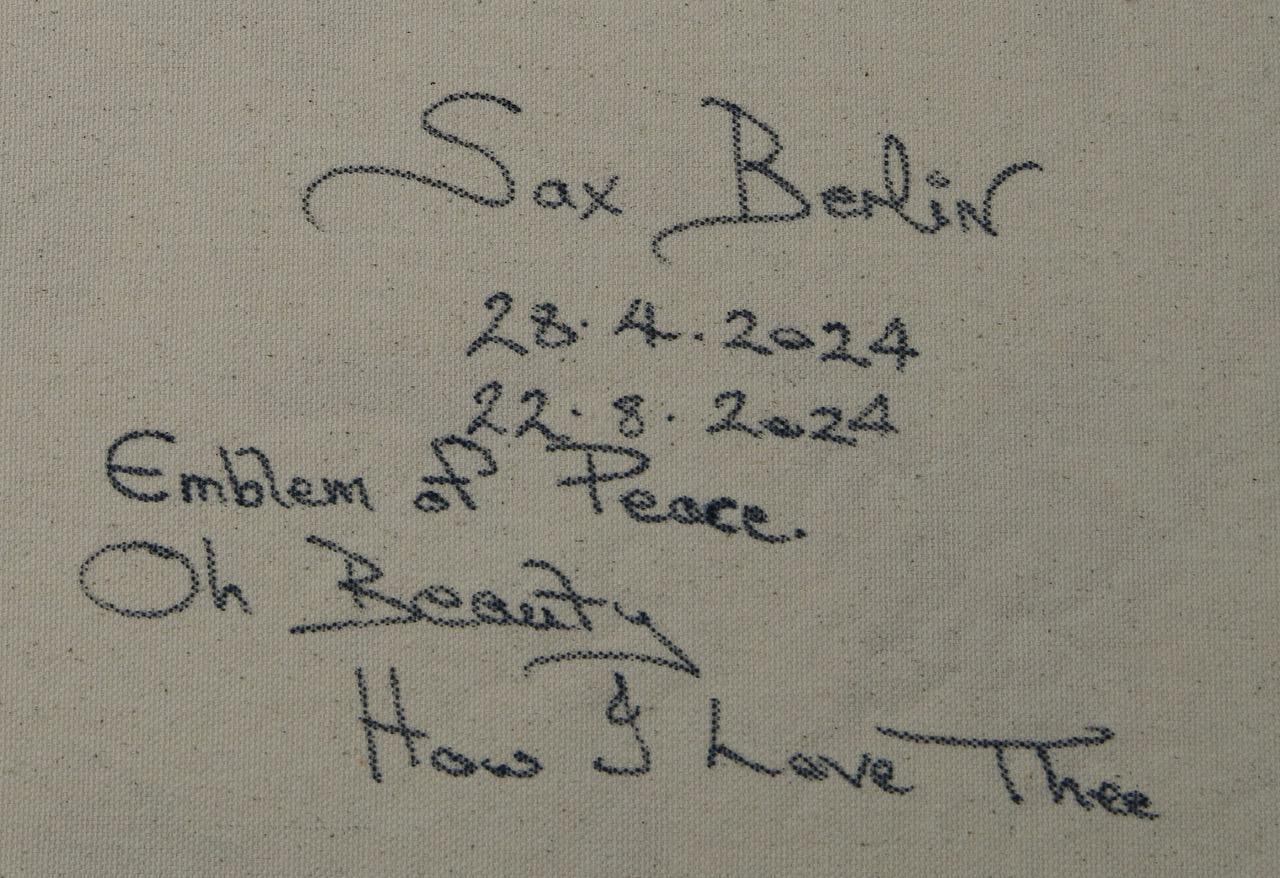 Sax Berlin
28.4.2024
22.8.2024
Emblem of Peace.
Oh Beauty
How I Love Thee